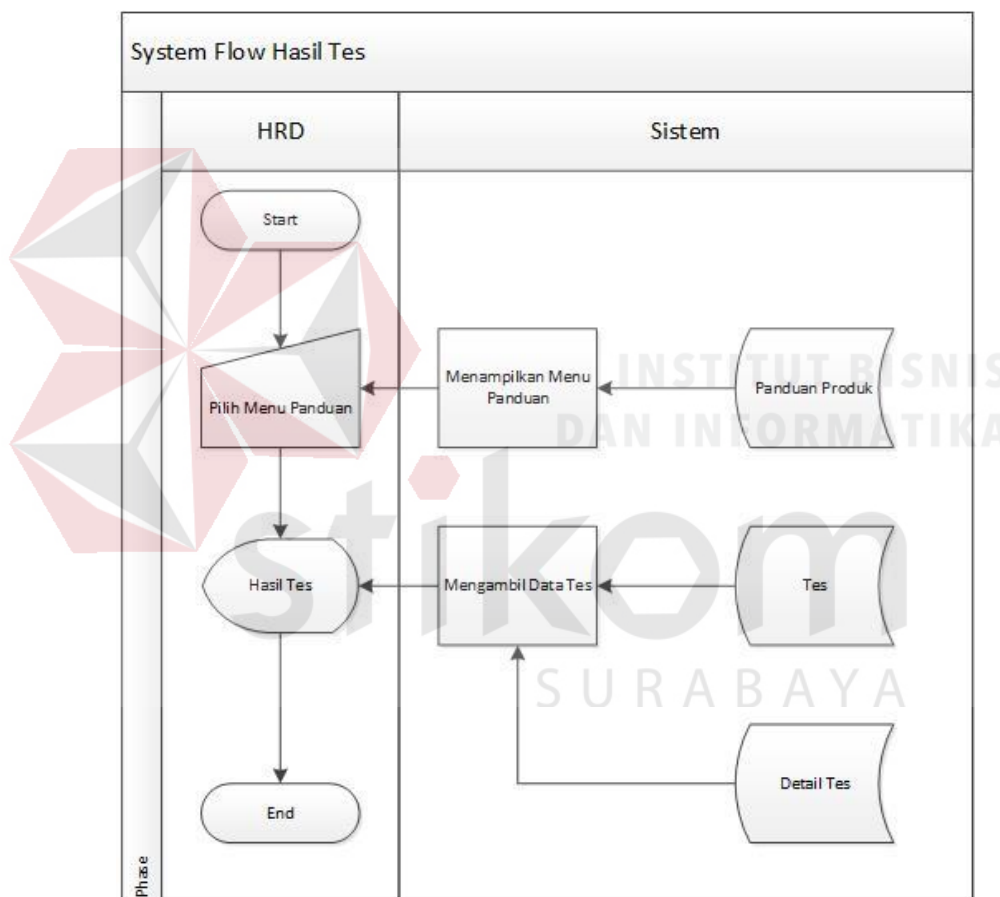 System Flow Hasil Tes
HRD
Sistem
Start
Pilih Menu Panduan
Menampilkan Menu
Panduan
Panduan Produk
INSTITUT BISNIS
DAN INFORMATIKA
stikom
SURABAYA
Hasil Tes
Mengambil Data Tes
Tes
Detail Tes
End
Phase